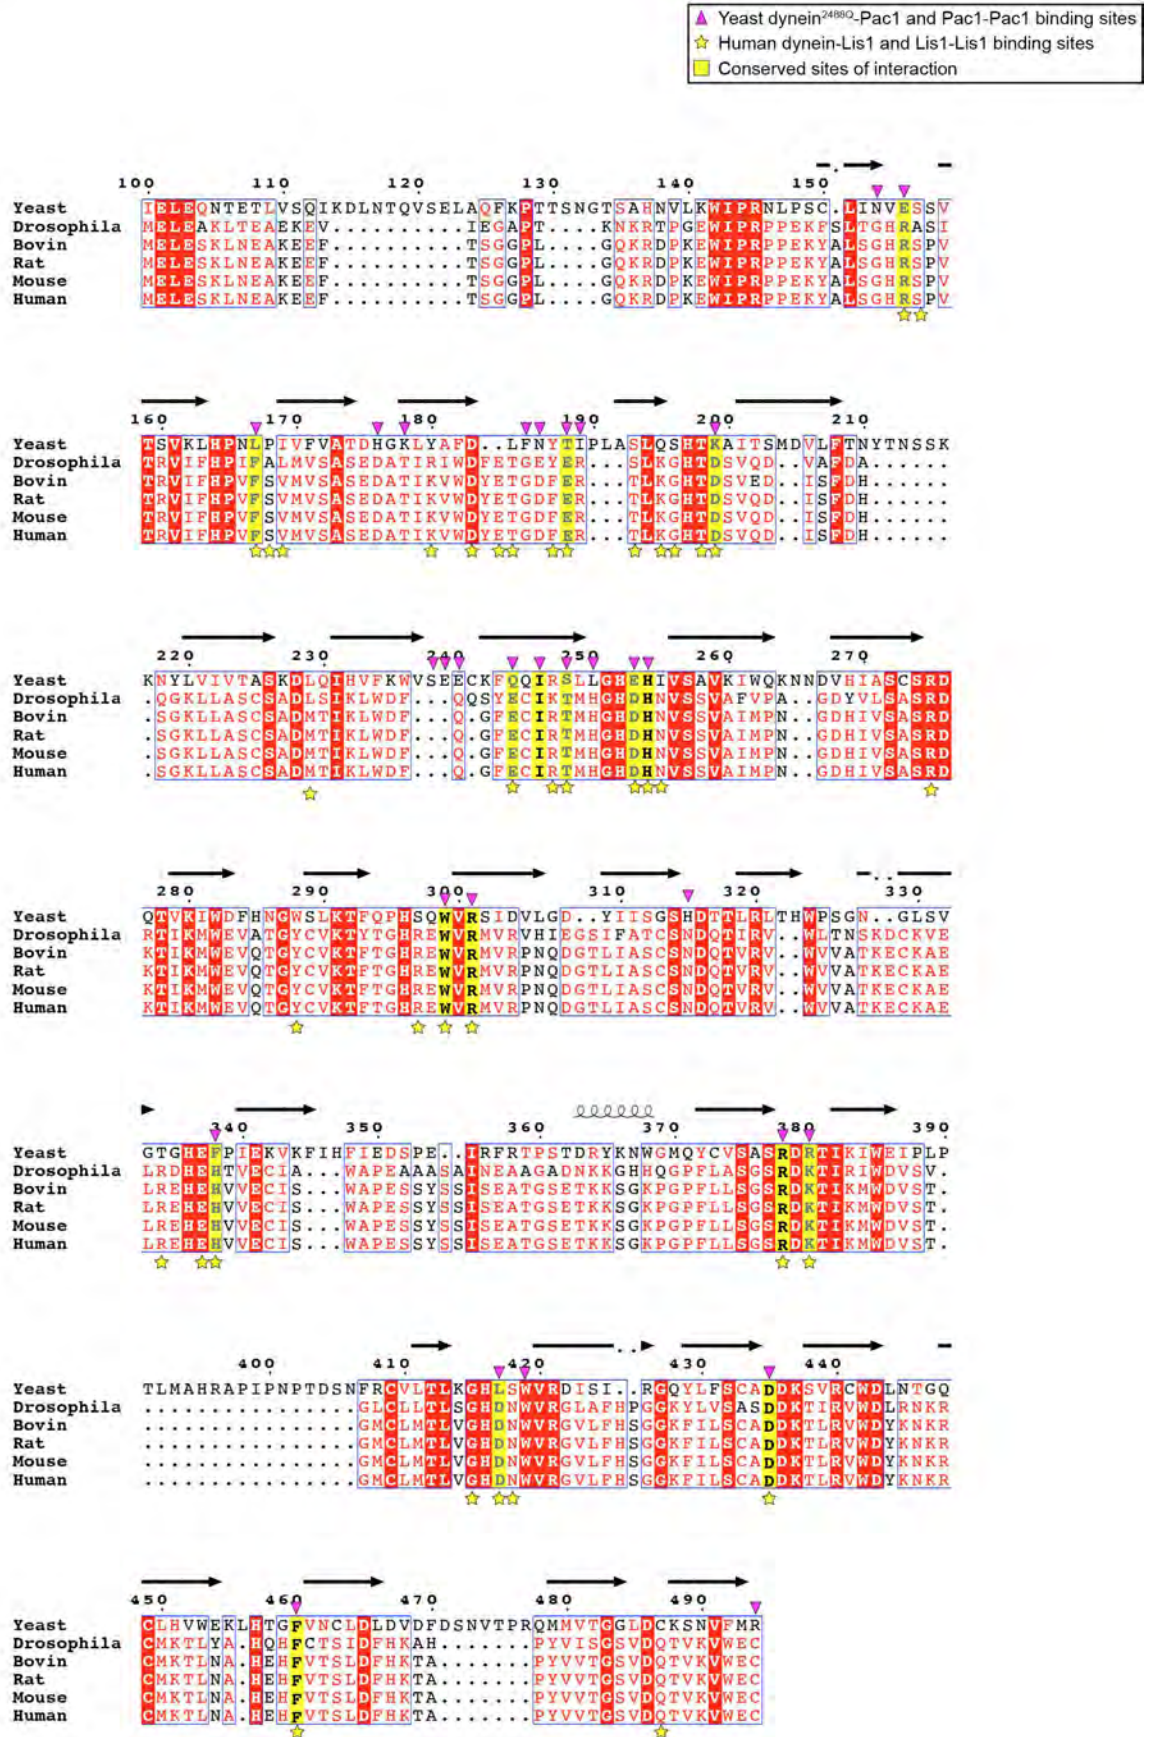 Yeast dynein2488Q-Pac1 and Pac1-Pac1 binding sites
Human dynein-Lis1 and Lis1-Lis1 binding sites
Conserved sites of interaction
100 110 120 130 140 150
Yeast IELEQNTETLVSQIKDLNTQVSELAQFKPTTSNGTSAHNVLKWIPRNLPSC.LINVESSV
Drosophila MELEAKLTEAEKEV..........IEGAPT....KNKRTPGEWIPRPPEKFSLTGHRASI
Bovin MELESKLNEAKEEF..........TSGGPL....GQKRDPKEWIPRPPEKYALSGHRSPV
Rat MELESKLNEAKEEF..........TSGGPL....GQKRDPKEWIPRPPEKYALSGHRSPV
Mouse MELESKLNEAKEEF..........TSGGPL....GQKRDPKEWIPRPPEKYALSGHRSPV
Human MELESKLNEAKEEF..........TSGGPL....GQKRDPKEWIPRPPEKYALSGHRSPV
160 170 180 190 200 210
Yeast TSVKLHPNLPIVFVATDHGKLYAFD..LFNYTIPLASLQSHTKAITSMDVLFTNYTNSSK
Drosophila TRVIFHPIFALMVSASEDATIRIWDFETGEYER...SLKGHTDSVQD..VAFDA......
Bovin TRVIFHPVFSVMVSASEDATIKVWDYETGDFER...TLKGHTDSVED..ISFDH......
Rat TRVIFHPVFSVMVSASEDATIKVWDYETGDFER...TLKGHTDSVQD..ISFDH......
Mouse TRVIFHPVFSVMVSASEDATIKVWDYETGDFER...TLKGHTDSVQD..ISFDH......
Human TRVIFHPVFSVMVSASEDATIKVWDYETGDFER...TLKGHTDSVQD..ISFDH......
220 230 240 250 260 270
Yeast KNYLVIVTASKDLQIHVFKWVSEECKFQQIRSLLGHEHIVSAVKIWQKNNDVHIASCSRD
Drosophila .QGKLLASCSADLSIKLWDF...QQSYECIKTMHGHDHNVSSVAFVPA..GDYVLSASRD
Bovin .SGKLLASCSADMTIKLWDF...Q.GFECIRTMHGHDHNVSSVAIMPN..GDHIVSASRD
Rat .SGKLLASCSADMTIKLWDF...Q.GFECIRTMHGHDHNVSSVAIMPN..GDHIVSASRD
Mouse .SGKLLASCSADMTIKLWDF...Q.GFECIRTMHGHDHNVSSVAIMPN..GDHIVSASRD
Human .SGKLLASCSADMTIKLWDF...Q.GFECIRTMHGHDHNVSSVAIMPN..GDHIVSASRD
280 290 300 310 320 330
Yeast QTVKIWDFHNGWSLKTFQPHSQWVRSIDVLGD..YIISGSHDTTLRLTHWPSGN..GLSV
Drosophila RTIKMWEVATGYCVKTYTGHREWVRMVRVHIEGSIFATCSNDQTIRV..WLTNSKDCKVE
Bovin KTIKMWEVQTGYCVKTFTGHREWVRMVRPNQDGTLIASCSNDQTVRV..WVVATKECKAE
Rat KTIKMWEVQTGYCVKTFTGHREWVRMVRPNQDGTLIASCSNDQTVRV..WVVATKECKAE
Mouse KTIKMWEVQTGYCVKTFTGHREWVRMVRPNQDGTLIASCSNDQTVRV..WVVATKECKAE
Human KTIKMWEVQTGYCVKTFTGHREWVRMVRPNQDGTLIASCSNDQTVRV..WVVATKECKAE
340 350 360 370 380 390
Yeast GTGHEFPIEKVKFIHFIEDSPE..IRFRTPSTDRYKNWGMQYCVSASRDRTIKIWEIPLP
Drosophila LRDHEHTVECIA...WAPEAAASAINEAAGADNKKGHHQGPFLASGSRDKTIKIWDVSV.
Bovin LREHEHVVECIS...WAPESSYSSISEATGSETKKSGKPGPFLLSGSRDKTIKMWDVST.
Rat LREHEHVVECIS...WAPESSYSSISEATGSETKKSGKPGPFLLSGSRDKTIKMWDVST.
Mouse LREHEHVVECIS...WAPESSYSSISEATGSETKKSGKPGPFLLSGSRDKTIKMWDVST.
Human LREHEHVVECIS...WAPESSYSSISEATGSETKKSGKPGPFLLSGSRDKTIKMWDVST.
400 410 420 430 440
Yeast TLMAHRAPIPNPTDSNFRCVLTLKGHLSWVRDISI..RGQYLFSCADDKSVRCWDLNTGQ
Drosophila ................GLCLLTLSGHDNWVRGLAFHPGGKYLVSASDDKTIRVWDLRNKR
Bovin ................GMCLMTLVGHDNWVRGVLFHSGGKFILSCADDKTLRVWDYKNKR
Rat ................GMCLMTLVGHDNWVRGVLFHSGGKFILSCADDKTLRVWDYKNKR
Mouse ................GMCLMTLVGHDNWVRGVLFHSGGKFILSCADDKTLRVWDYKNKR
Human ................GMCLMTLVGHDNWVRGVLFHSGGKFILSCADDKTLRVWDYKNKR
450 460 470 480 490
Yeast CLHVWEKLHTGFVNCLDLDVDFDSNVTPRQMMVTGGLDCKSNVFMR
Drosophila CMKTLYA.HQHFCTSIDFHKAH.......PYVISGSVDQTVKVWEC
Bovin CMKTLNA.HEHFVTSLDFHKTA.......PYVVTGSVDQTVKVWEC
Rat CMKTLNA.HEHFVTSLDFHKTA.......PYVVTGSVDQTVKVWEC
Mouse CMKTLNA.HEHFVTSLDFHKTA.......PYVVTGSVDQTVKVWEC
Human CMKTLNA.HEHFVTSLDFHKTA.......PYVVTGSVDQTVKVWEC